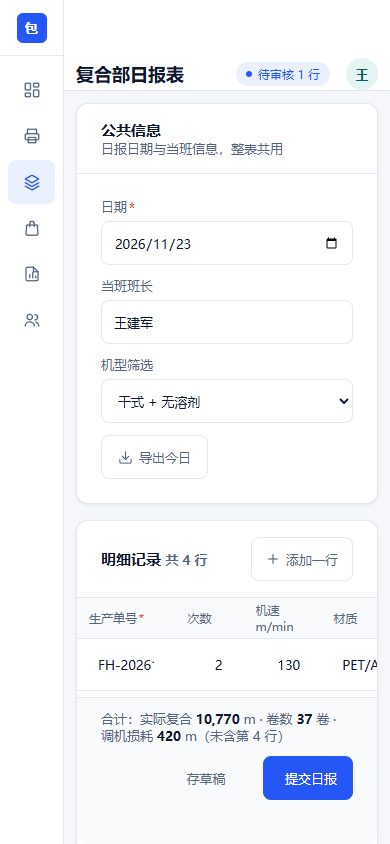 包
复合部日报表
待审核 1 行
王
公共信息
日报日期与当班信息，整表共用
日期*
2026/11/23
当班班长
王建军
机型筛选
干式 + 无溶剂
导出今日
明细记录 共 4 行
添加一行
生产单号* 次数 机速 m/min 材质
FH-2026 2 130 PET/A
合计：实际复合 10,770 m · 卷数 37 卷 ·
调机损耗 420 m（未含第 4 行）
存草稿
提交日报